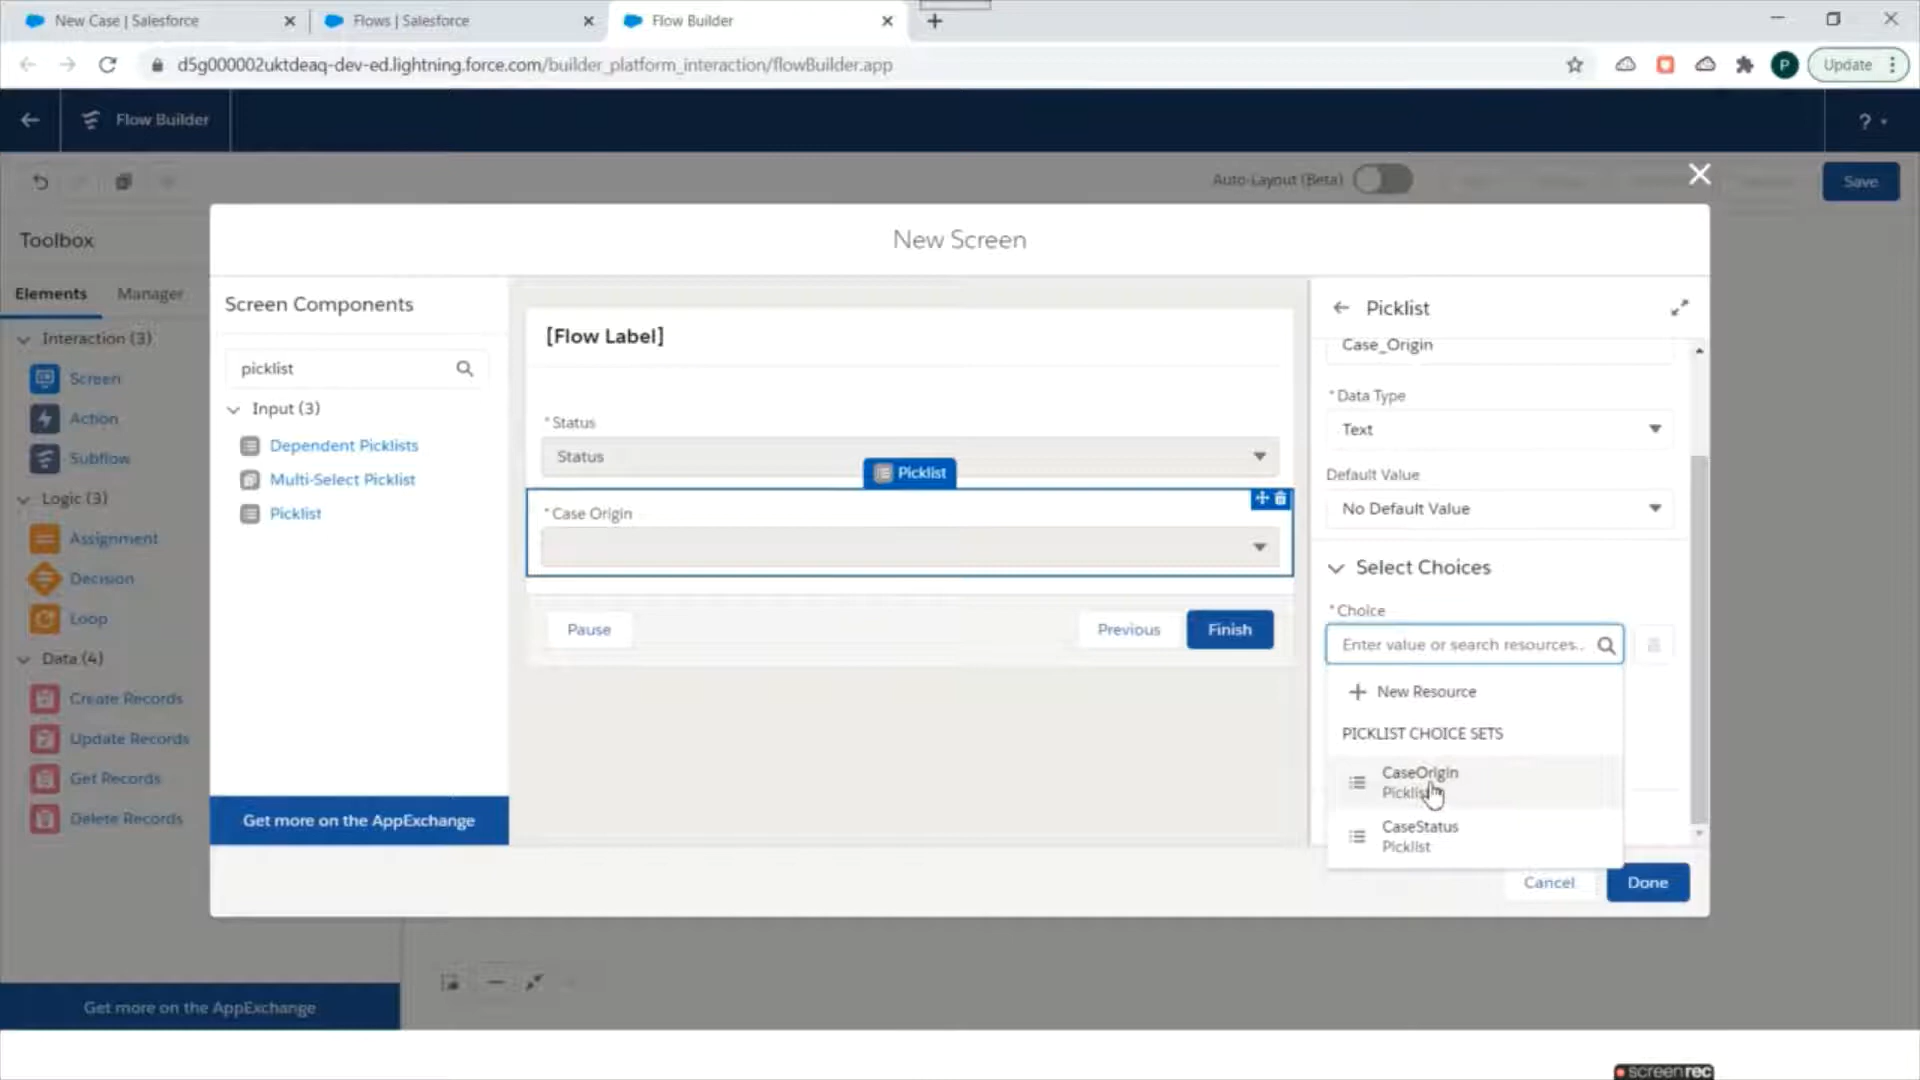 New Case | Salesforce
Flows | Salesforce
Flow Builder
d5g000002uktdeaq-dev-ed.lightning.force.com/builder_platform_interaction/flowBuilder.app
P
Update
Flow Builder
?
Auto-Layout (Beta)
Save
Toolbox
Elements
Manager
Interaction (3)
Screen
Action
Subflow
Logic (3)
Assignment
Decision
Loop
Data (4)
Create Records
Update Records
Get Records
Delete Records
Get more on the AppExchange
New Screen
Screen Components
picklist
Input (3)
Dependent Picklists
Multi-Select Picklist
Picklist
Get more on the AppExchange
[Flow Label]
* Status
Status
Picklist
* Case Origin
Pause
Previous
Finish
Picklist
Case_Origin
* Data Type
Text
Default Value
No Default Value
Select Choices
* Choice
Enter value or search resources..
New Resource
PICKLIST CHOICE SETS
CaseOrigin
Picklist
CaseStatus
Picklist
Cancel
Done
screenrec